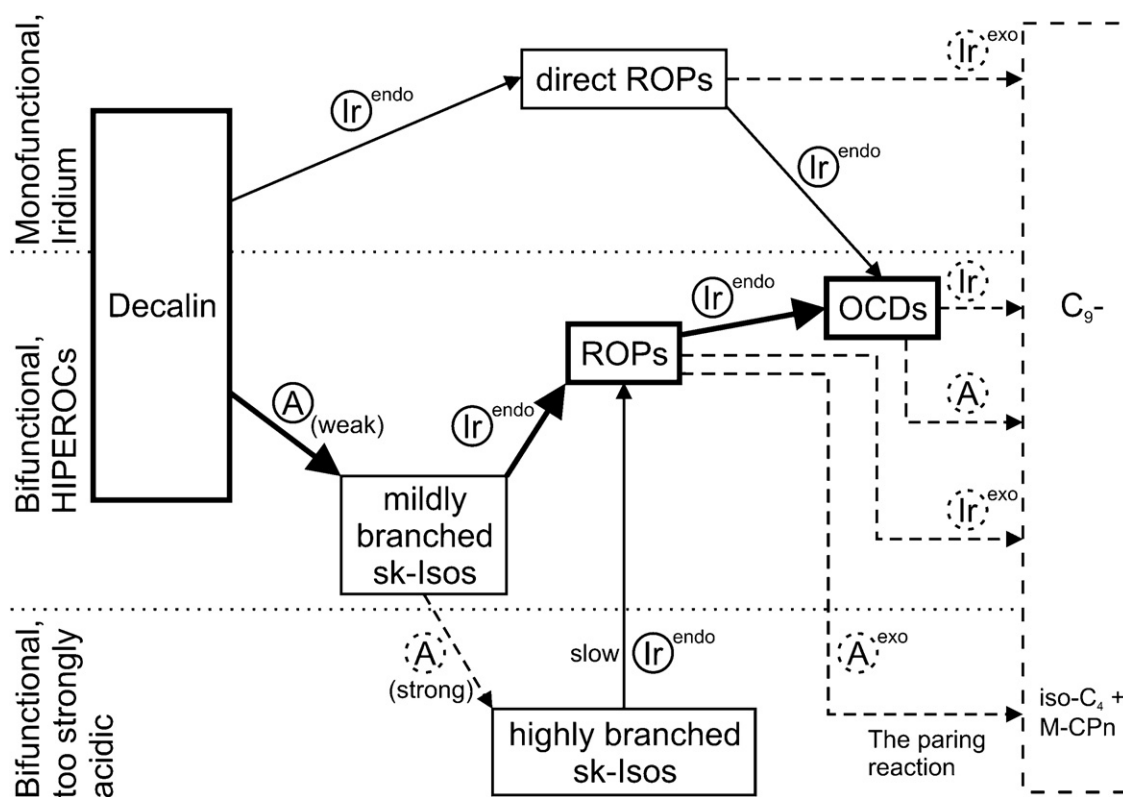 Monofunctional,
Iridium
Bifunctional,
HIPEROCs
Bifunctional,
too strongly
acidic
Decalin
Ir endo
direct ROPs
Ir exo
Ir endo
A
(weak)
mildly
branched
sk-Isos
Ir endo
ROPs
Ir endo
OCDs
Ir
A
Ir exo
C₉-
A
(strong)
slow
Ir endo
highly branched
sk-Isos
A exo
The paring
reaction
iso-C₄ +
M-CPn